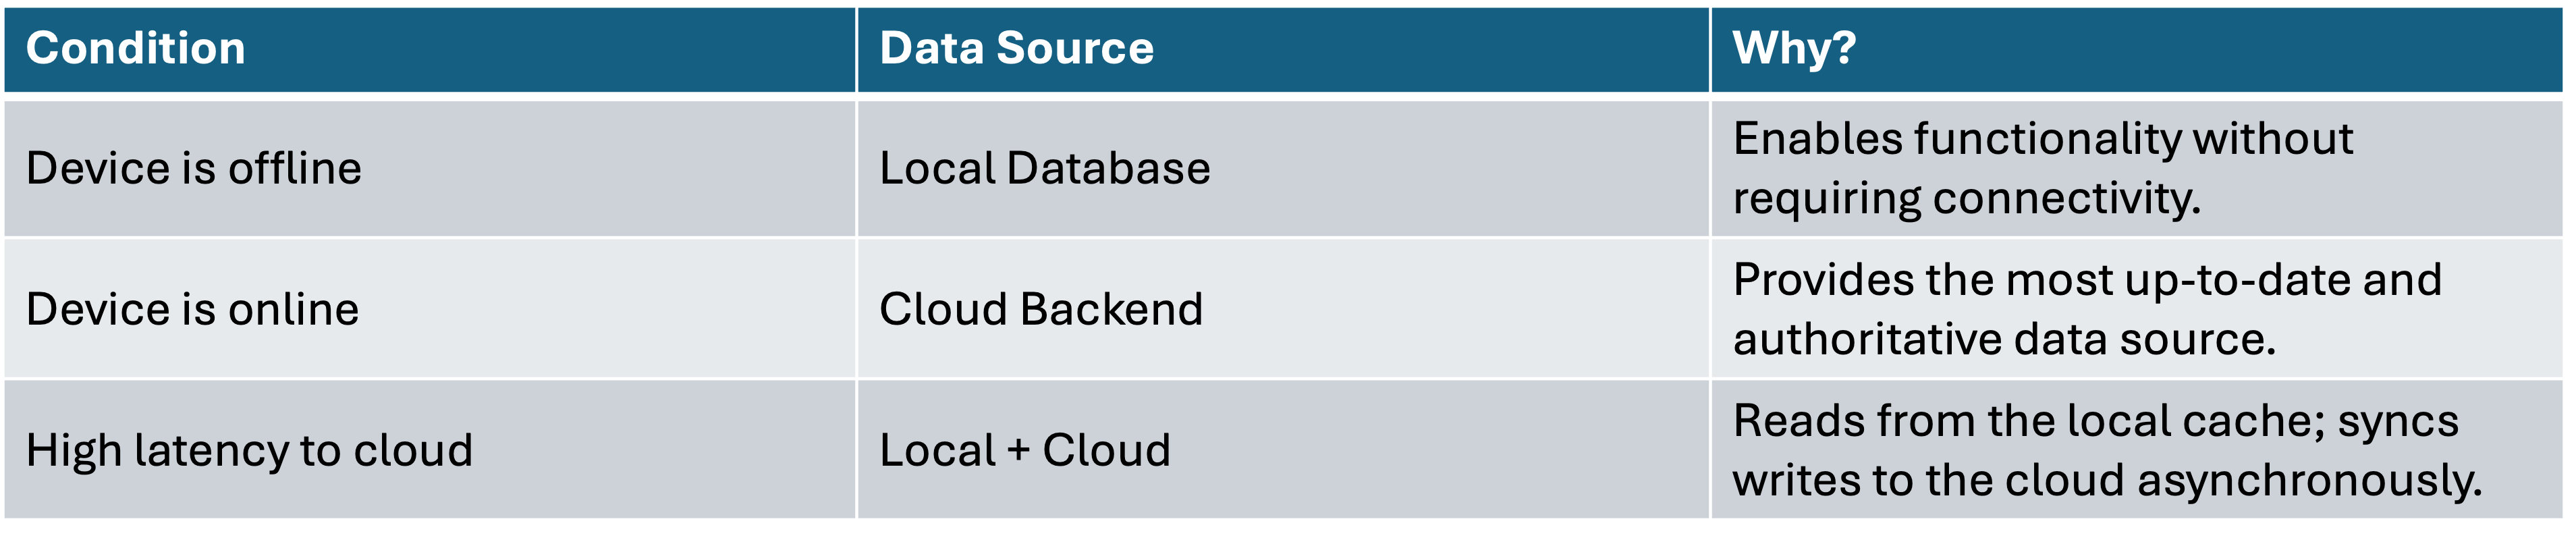 Condition
Data Source
Why?
Device is offline
Local Database
Enables functionality without
requiring connectivity.
Device is online
Cloud Backend
Provides the most up-to-date and
authoritative data source.
High latency to cloud
Local + Cloud
Reads from the local cache; syncs
writes to the cloud asynchronously.